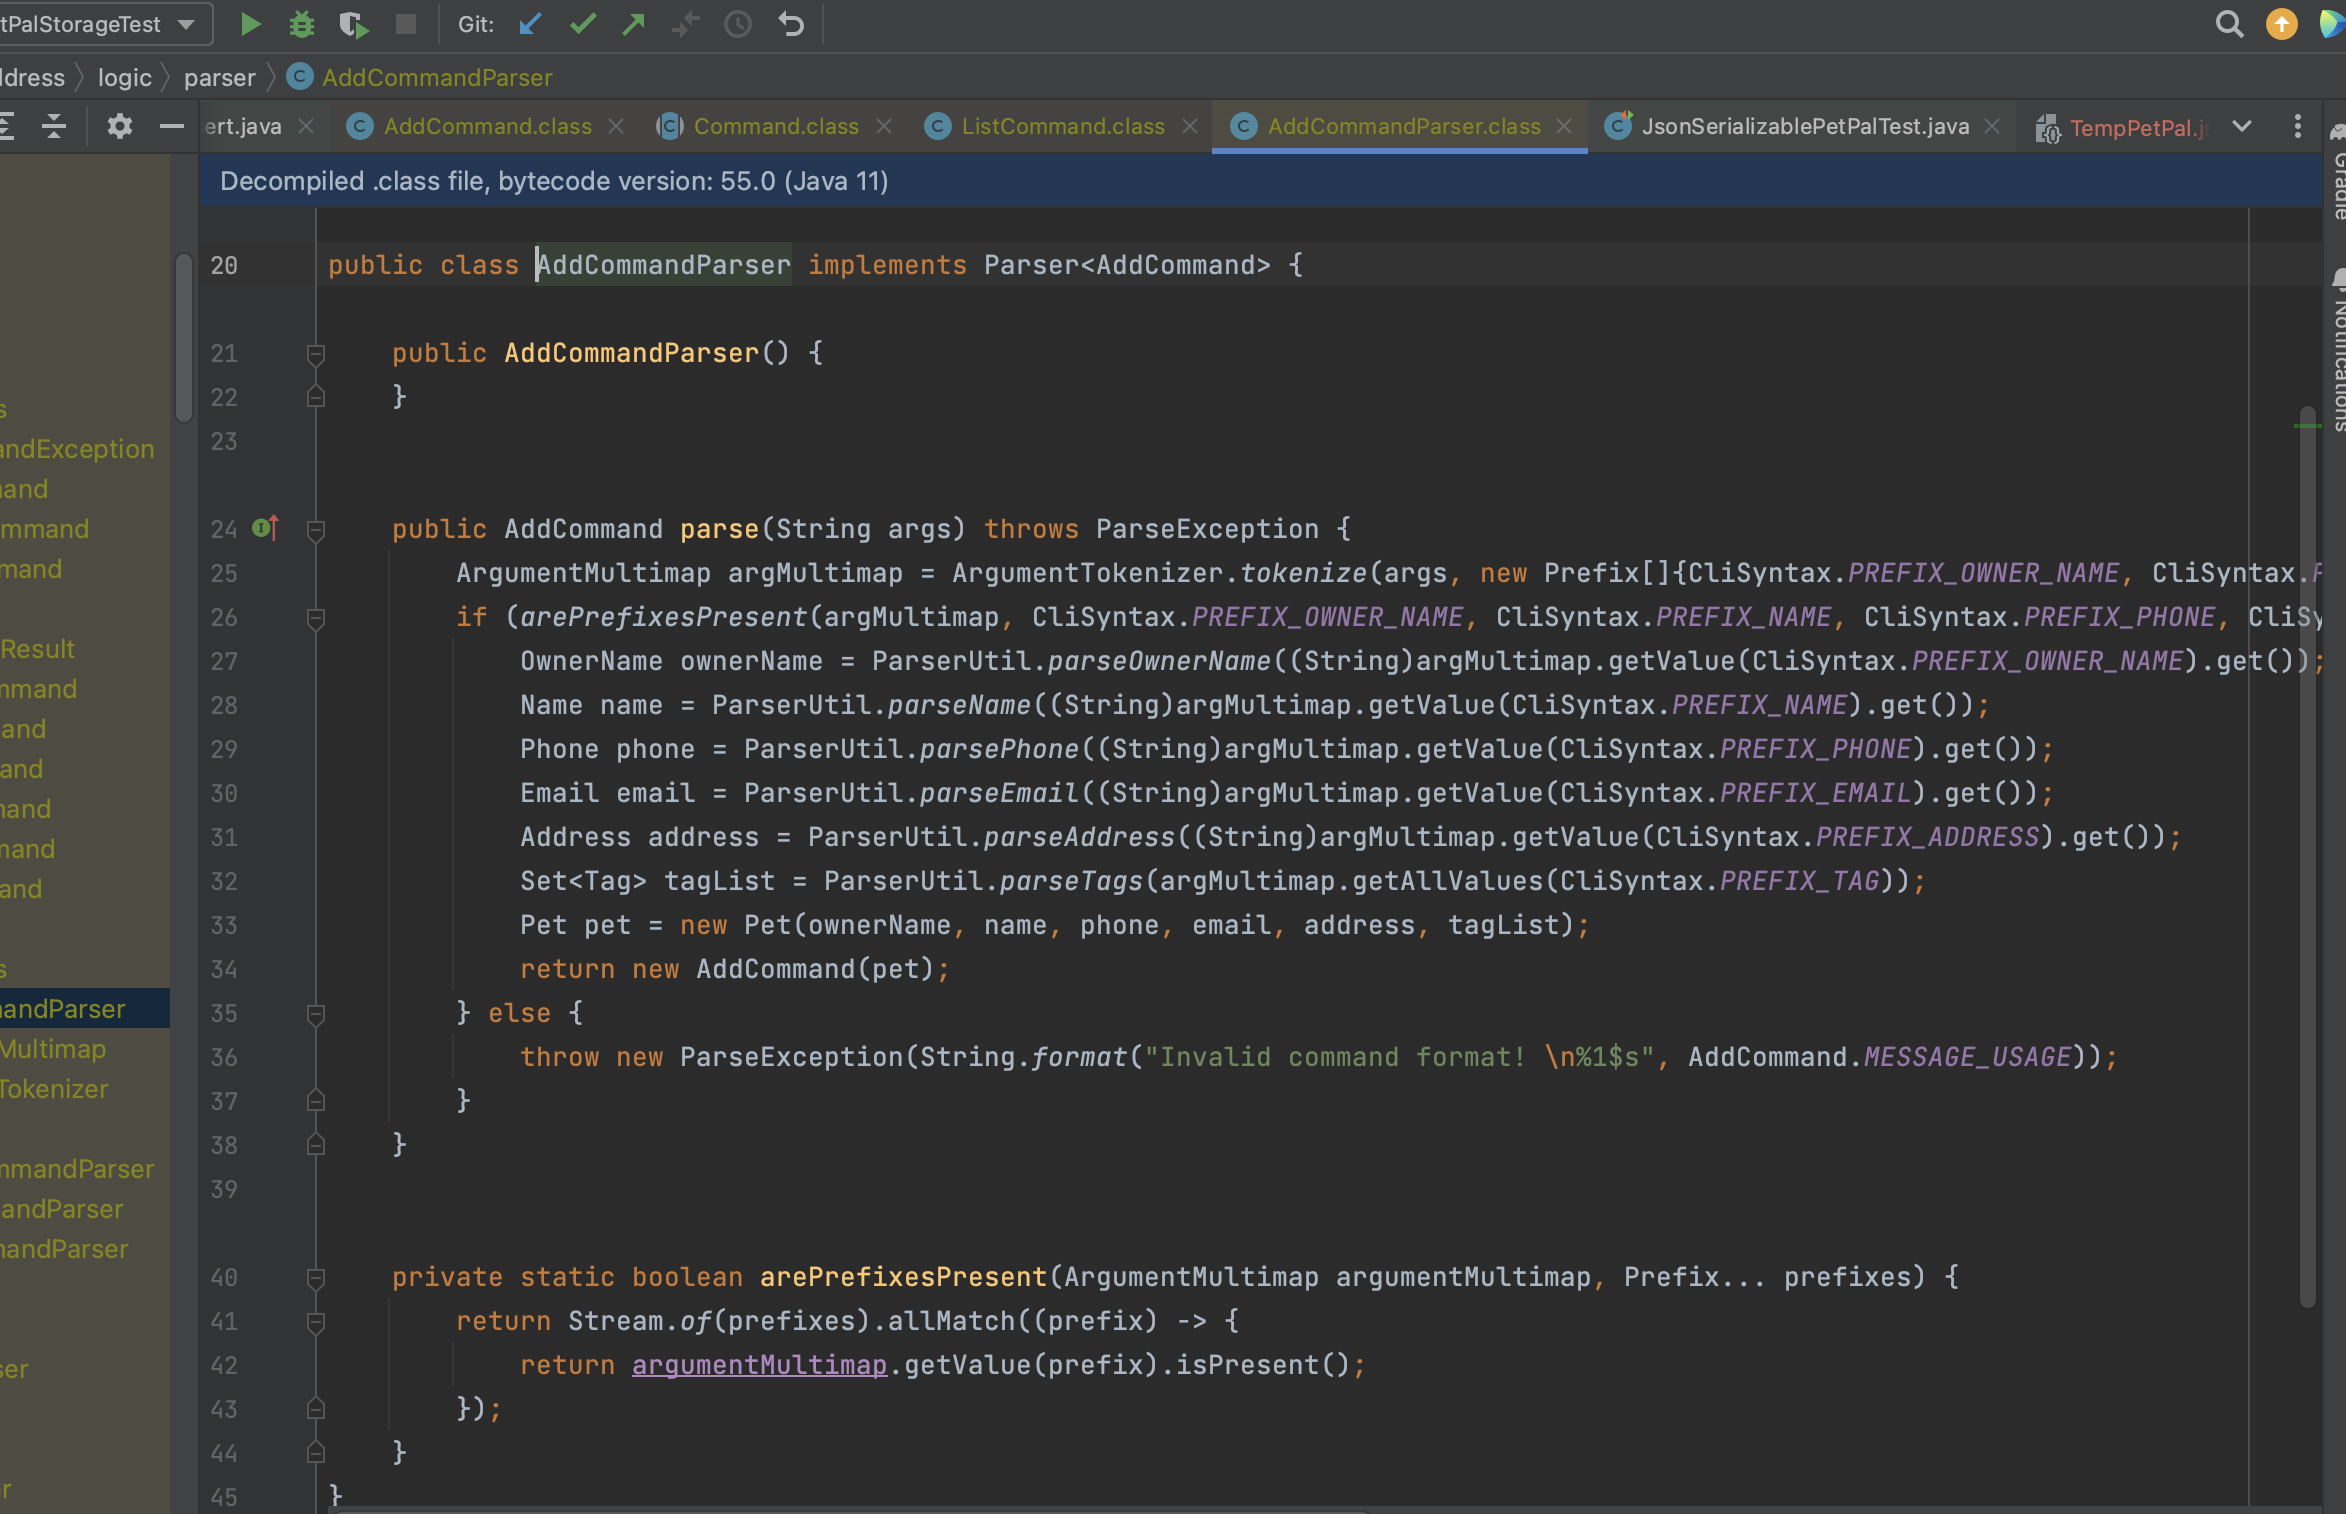 tPalStorageTest Git:
ddress logic parser AddCommandParser
ert.java AddCommand.class Command.class ListCommand.class AddCommandParser.class JsonSerializablePetPalTest.java TempPetPal.js
Decompiled .class file, bytecode version: 55.0 (Java 11)
Gradle
Notifications
s
andException
mand
ommand
mand
Result
mmand
and
and
mand
mand
and
s
andParser
Multimap
Tokenizer
mmandParser
andParser
mandParser
ser
r
20 public class AddCommandParser implements Parser<AddCommand> {
21     public AddCommandParser() {
22     }
23
24     public AddCommand parse(String args) throws ParseException {
25         ArgumentMultimap argMultimap = ArgumentTokenizer.tokenize(args, new Prefix[]{CliSyntax.PREFIX_OWNER_NAME, CliSyntax.P
26         if (arePrefixesPresent(argMultimap, CliSyntax.PREFIX_OWNER_NAME, CliSyntax.PREFIX_NAME, CliSyntax.PREFIX_PHONE, CliSy
27             OwnerName ownerName = ParserUtil.parseOwnerName((String)argMultimap.getValue(CliSyntax.PREFIX_OWNER_NAME).get());
28             Name name = ParserUtil.parseName((String)argMultimap.getValue(CliSyntax.PREFIX_NAME).get());
29             Phone phone = ParserUtil.parsePhone((String)argMultimap.getValue(CliSyntax.PREFIX_PHONE).get());
30             Email email = ParserUtil.parseEmail((String)argMultimap.getValue(CliSyntax.PREFIX_EMAIL).get());
31             Address address = ParserUtil.parseAddress((String)argMultimap.getValue(CliSyntax.PREFIX_ADDRESS).get());
32             Set<Tag> tagList = ParserUtil.parseTags(argMultimap.getAllValues(CliSyntax.PREFIX_TAG));
33             Pet pet = new Pet(ownerName, name, phone, email, address, tagList);
34             return new AddCommand(pet);
35         } else {
36             throw new ParseException(String.format("Invalid command format! \n%1$s", AddCommand.MESSAGE_USAGE));
37         }
38     }
39
40     private static boolean arePrefixesPresent(ArgumentMultimap argumentMultimap, Prefix... prefixes) {
41         return Stream.of(prefixes).allMatch((prefix) -> {
42             return argumentMultimap.getValue(prefix).isPresent();
43         });
44     }
45 }